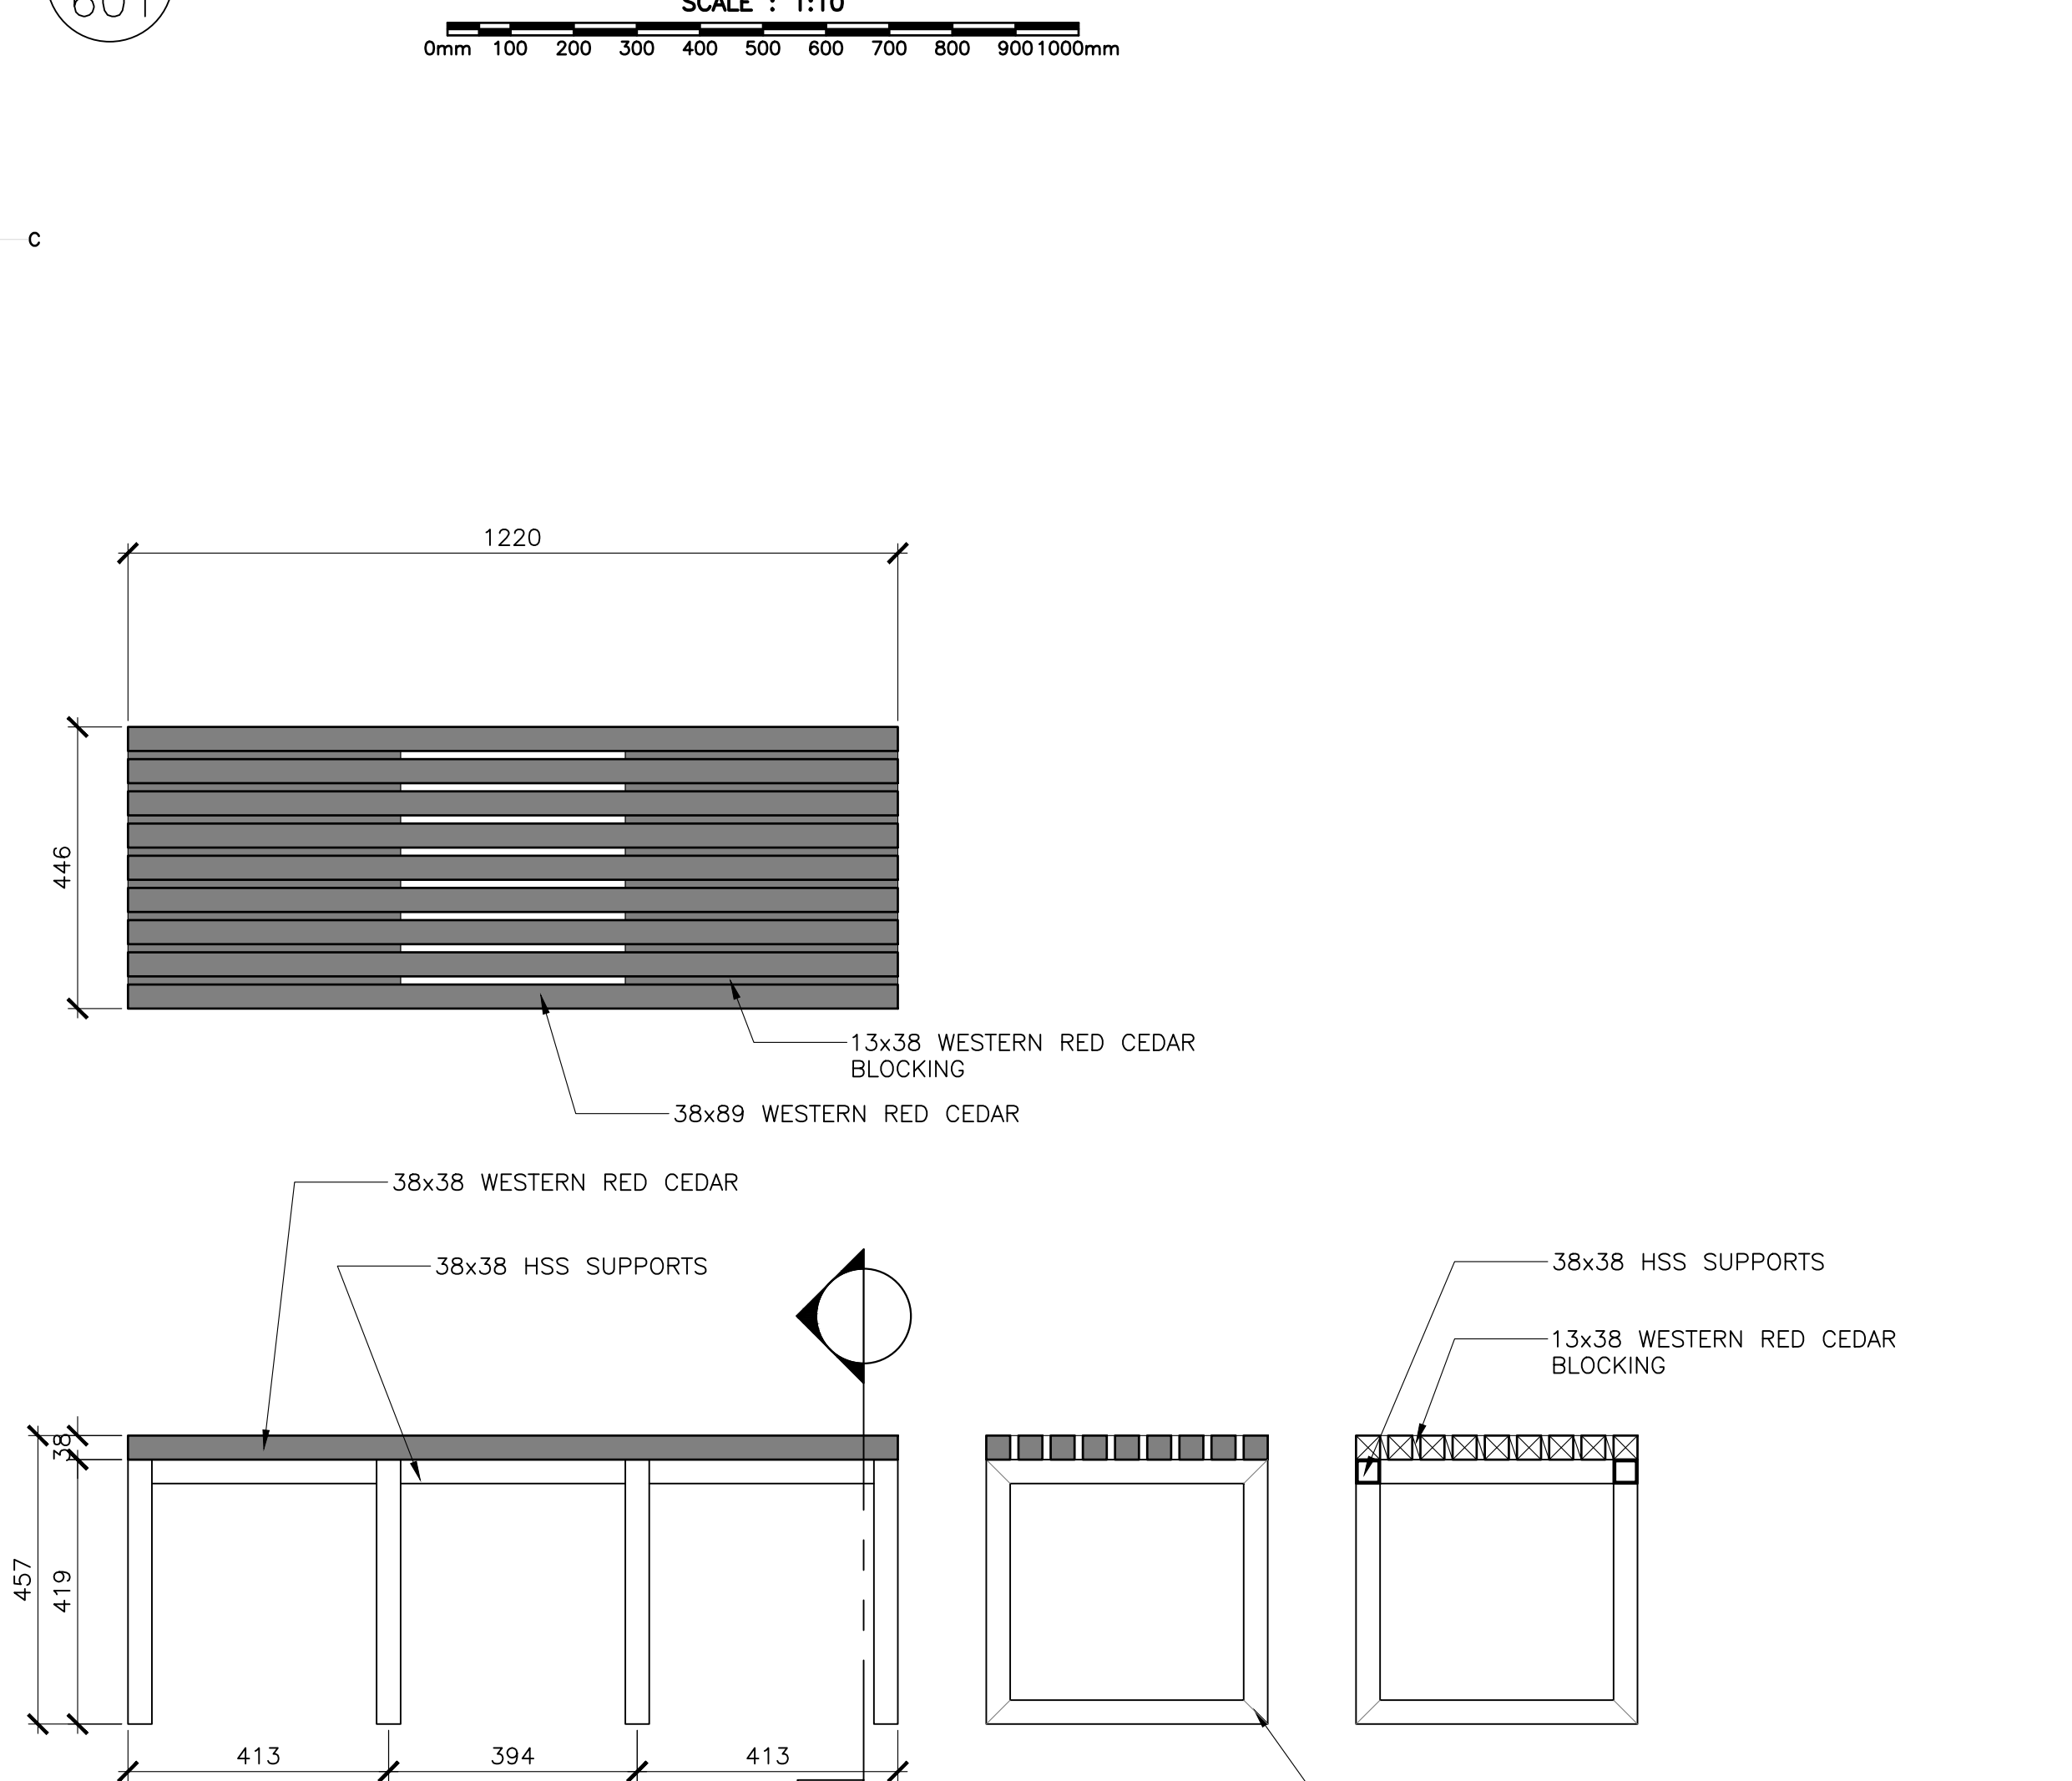 601
SCALE : 1:10
0mm 100 200 300 400 500 600 700 800 900 1000mm
C
1220
446
13x38 WESTERN RED CEDAR
BLOCKING
38x89 WESTERN RED CEDAR
38x38 WESTERN RED CEDAR
38x38 HSS SUPPORTS
38x38 HSS SUPPORTS
13x38 WESTERN RED CEDAR
BLOCKING
38
457
419
413 394 413